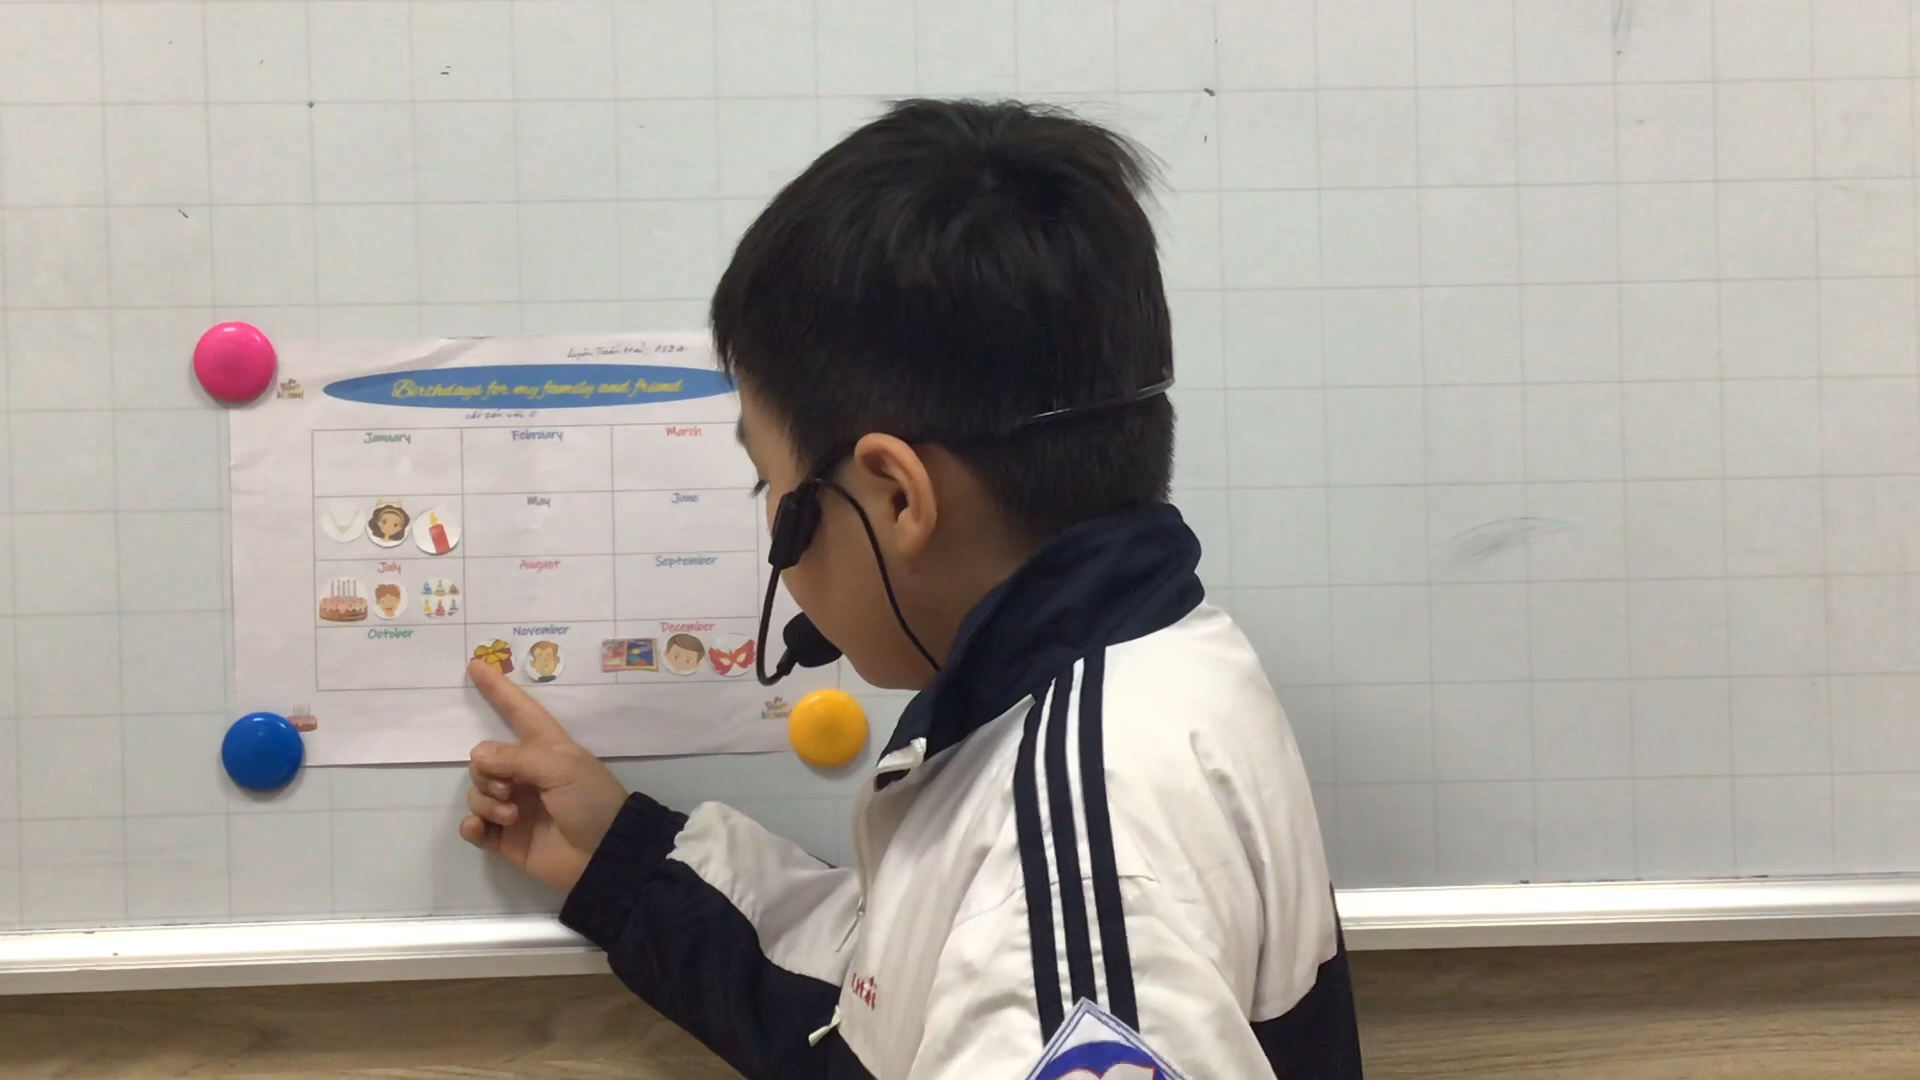 Birthdays for my family and friend
January February March
May June
July August September
October November December